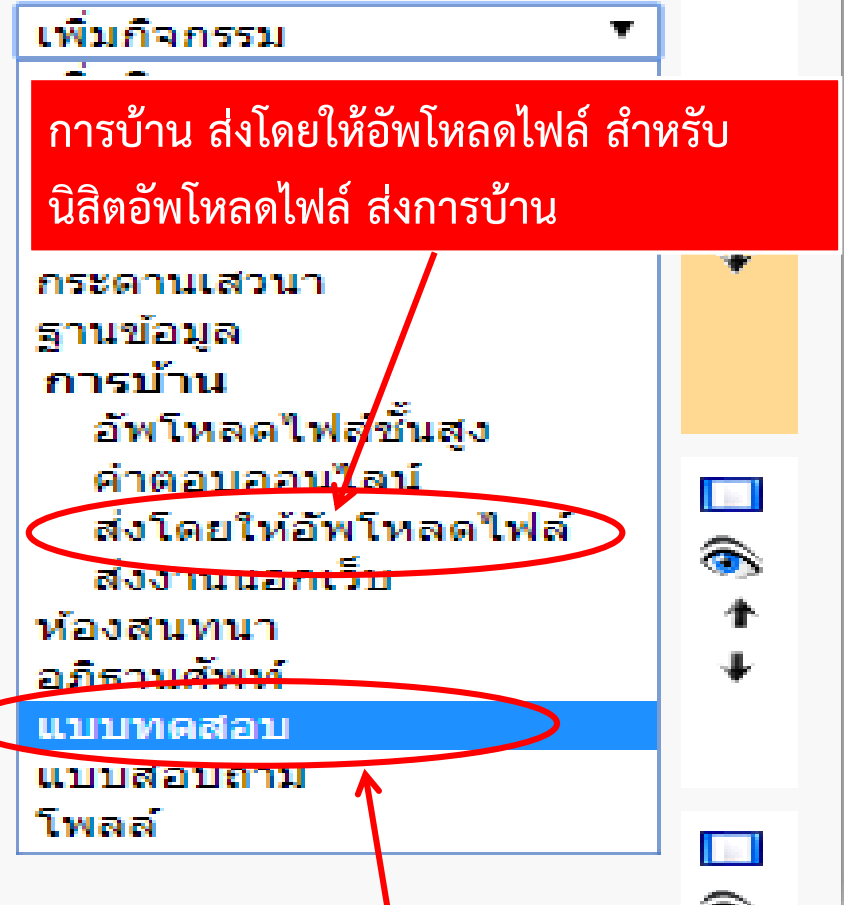 เพิ่มกิจกรรม
การบ้าน ส่งโดยให้อัพโหลดไฟล์ สำหรับ
นิสิตอัพโหลดไฟล์ ส่งการบ้าน
กระดานเสวนา
ฐานข้อมูล
การบ้าน
อัพโหลดไฟล์ชั้นสูง
คำตอบออนไลน์
ส่งโดยให้อัพโหลดไฟล์
ส่งงานนอกเว็บ
ห้องสนทนา
อภิธานศัพท์
แบบทดสอบ
แบบสอบถาม
โพลล์